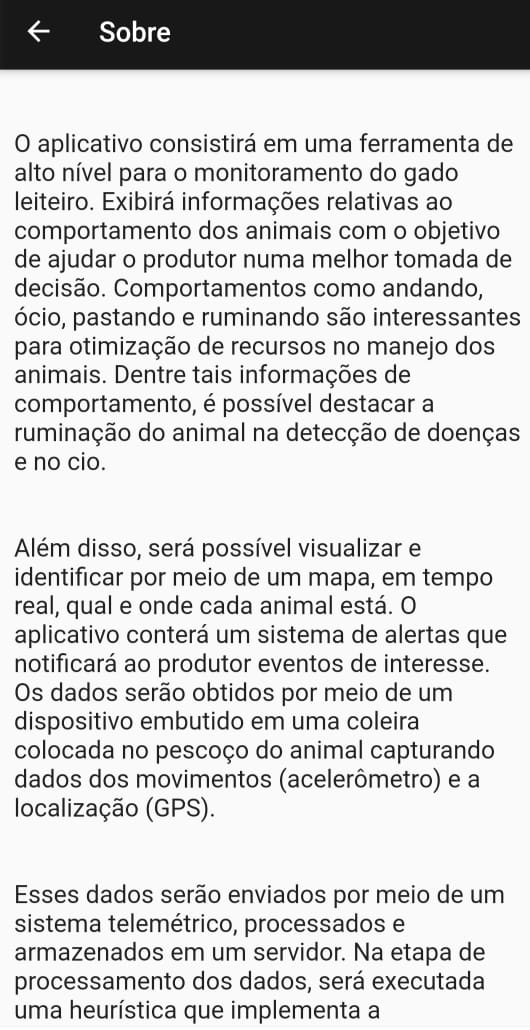 Sobre
O aplicativo consistirá em uma ferramenta de
alto nível para o monitoramento do gado
leiteiro. Exibirá informações relativas ao
comportamento dos animais com o objetivo
de ajudar o produtor numa melhor tomada de
decisão. Comportamentos como andando,
ócio, pastando e ruminando são interessantes
para otimização de recursos no manejo dos
animais. Dentre tais informações de
comportamento, é possível destacar a
ruminação do animal na detecção de doenças
e no cio.
Além disso, será possível visualizar e
identificar por meio de um mapa, em tempo
real, qual e onde cada animal está. O
aplicativo conterá um sistema de alertas que
notificará ao produtor eventos de interesse.
Os dados serão obtidos por meio de um
dispositivo embutido em uma coleira
colocada no pescoço do animal capturando
dados dos movimentos (acelerômetro) e a
localização (GPS).
Esses dados serão enviados por meio de um
sistema telemétrico, processados e
armazenados em um servidor. Na etapa de
processamento dos dados, será executada
uma heurística que implementa a